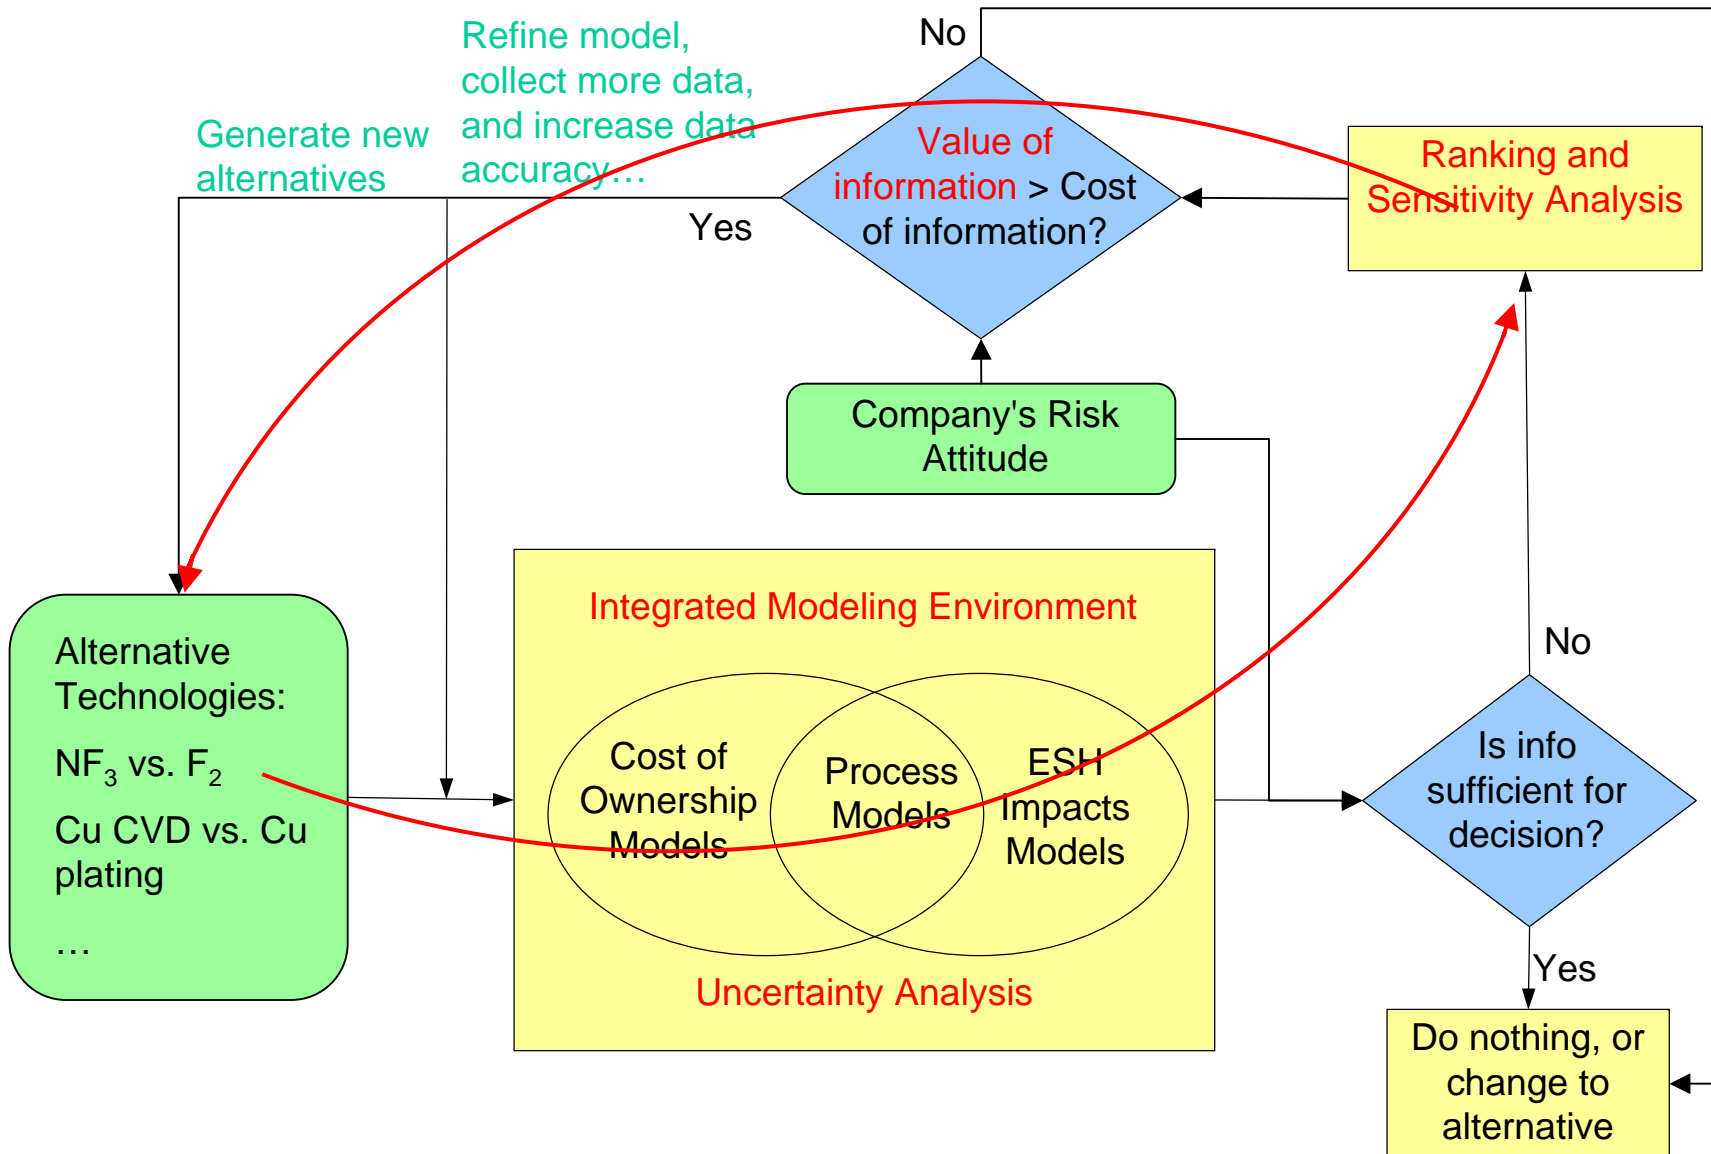 No
Refine model,
collect more data,
and increase data
accuracy…
Generate new
alternatives
Yes
Value of
information > Cost
of information?
Ranking and
Sensitivity Analysis
Company's Risk
Attitude
Alternative
Technologies:
NF₃ vs. F₂
Cu CVD vs. Cu
plating
…
Integrated Modeling Environment
Cost of
Ownership
Models
Process
Models
ESH
Impacts
Models
Uncertainty Analysis
No
Is info
sufficient for
decision?
Yes
Do nothing, or
change to
alternative